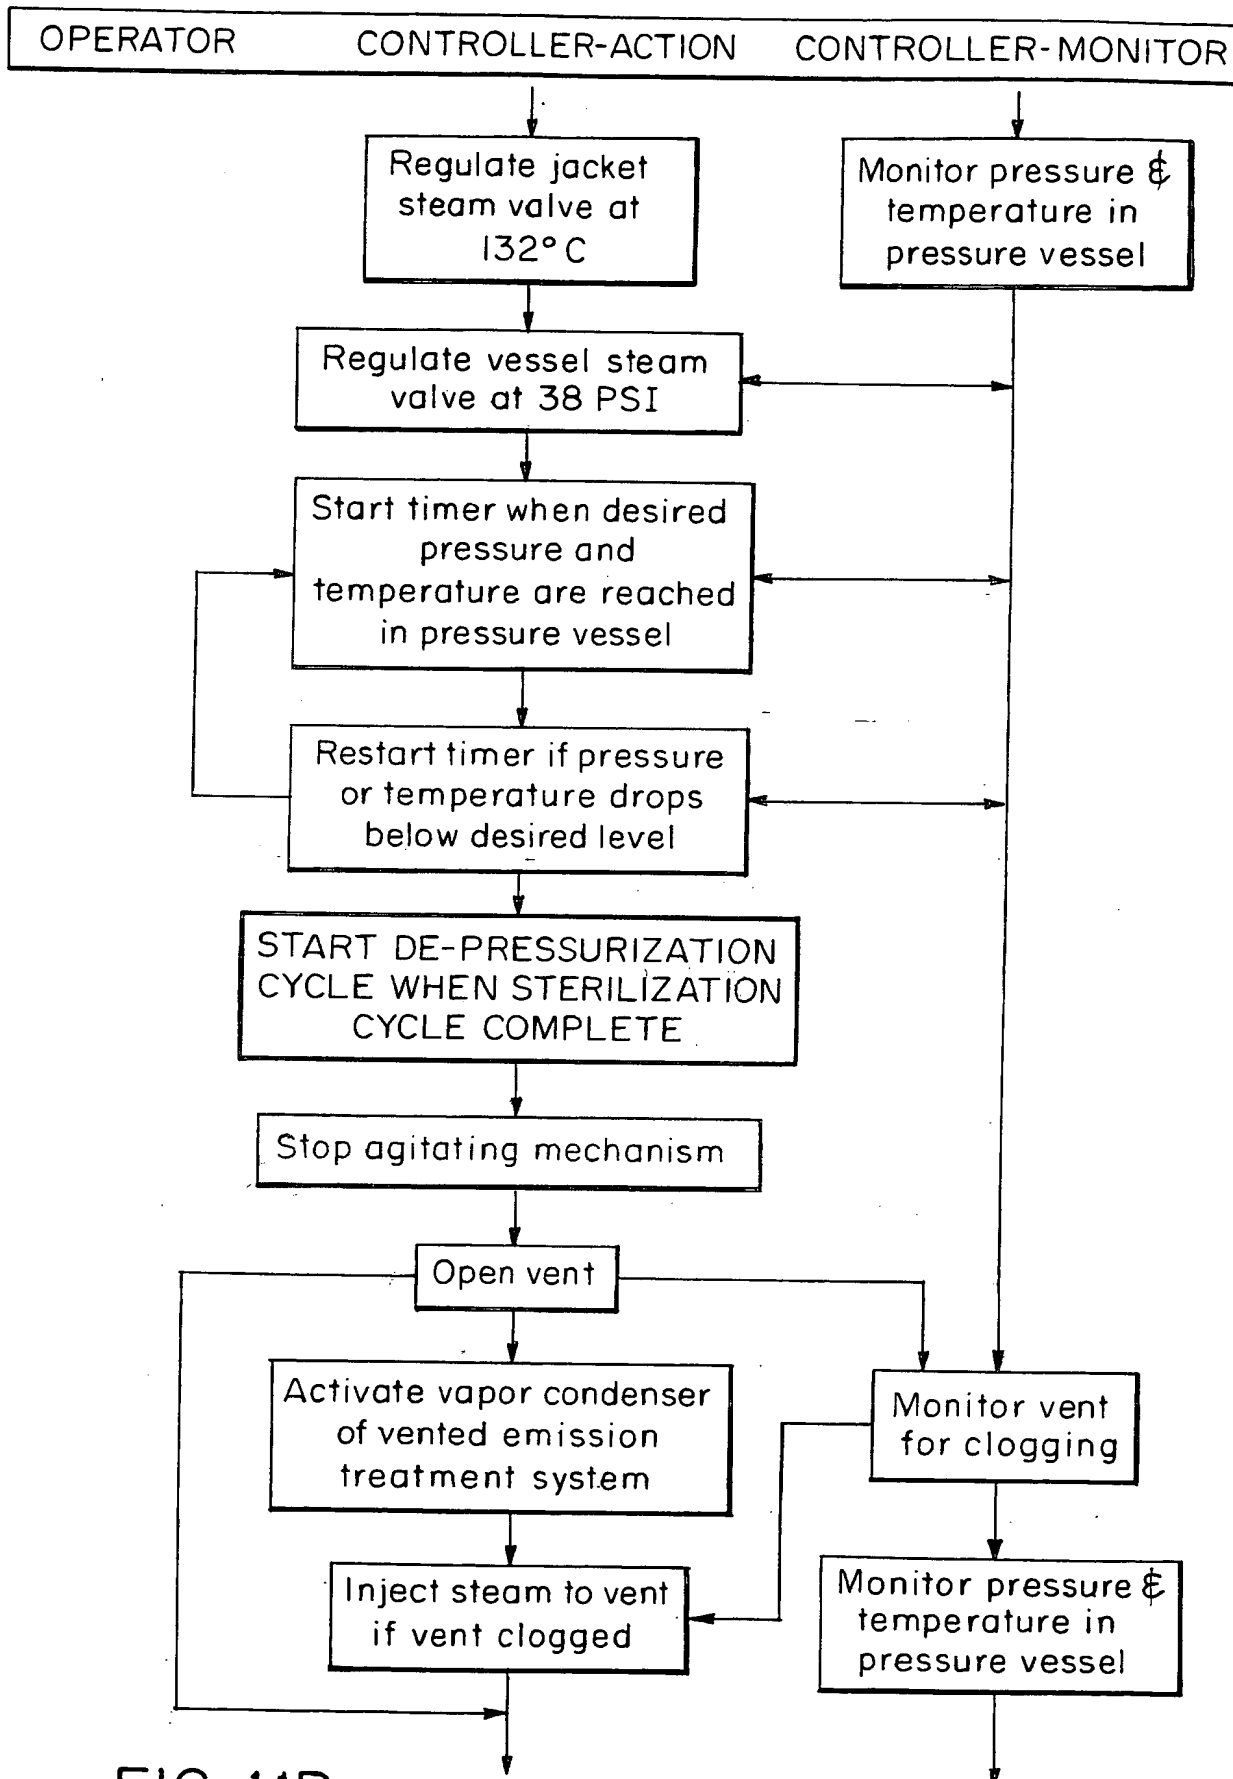 OPERATOR CONTROLLER-ACTION CONTROLLER-MONITOR
Regulate jacket
steam valve at
132° C
Monitor pressure &
temperature in
pressure vessel
Regulate vessel steam
valve at 38 PSI
Start timer when desired
pressure and
temperature are reached
in pressure vessel
Restart timer if pressure
or temperature drops
below desired level
START DE-PRESSURIZATION
CYCLE WHEN STERILIZATION
CYCLE COMPLETE
Stop agitating mechanism
Open vent
Activate vapor condenser
of vented emission
treatment system
Monitor vent
for clogging
Inject steam to vent
if vent clogged
Monitor pressure &
temperature in
pressure vessel